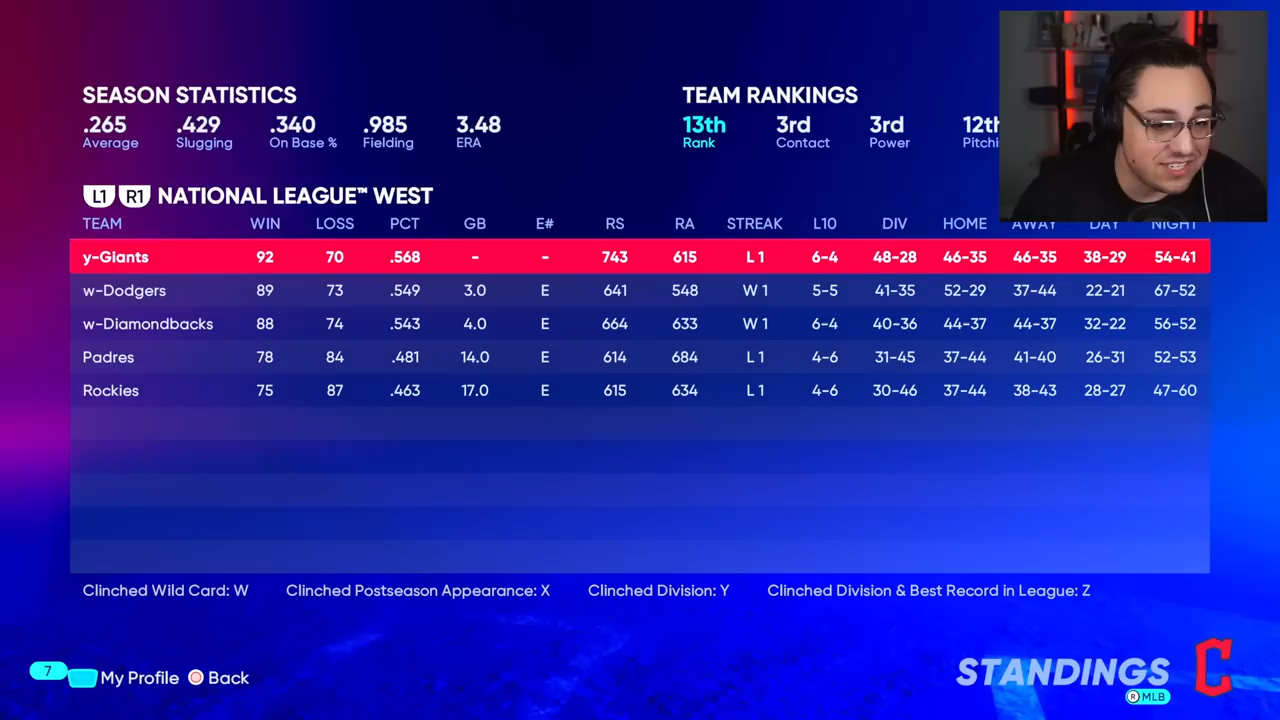 SEASON STATISTICS
.265 .429 .340 .985 3.48
Average Slugging On Base % Fielding ERA
TEAM RANKINGS
13th 3rd 3rd
Rank Contact Power
L1 R1 NATIONAL LEAGUE™ WEST
TEAM WIN LOSS PCT GB E# RS RA STREAK L10 DIV HOME AWAY DAY NIGHT
y-Giants 92 70 .568 - - 743 615 L 1 6-4 48-28 46-35 46-35 38-29 54-41
w-Dodgers 89 73 .549 3.0 E 641 548 W 1 5-5 41-35 52-29 37-44 22-21 67-52
w-Diamondbacks 88 74 .543 4.0 E 664 633 W 1 6-4 40-36 44-37 44-37 32-22 56-52
Padres 78 84 .481 14.0 E 614 684 L 1 4-6 31-45 37-44 41-40 26-31 52-53
Rockies 75 87 .463 17.0 E 615 634 L 1 4-6 30-46 37-44 38-43 28-27 47-60
Clinched Wild Card: W Clinched Postseason Appearance: X Clinched Division: Y Clinched Division & Best Record in League: Z
7 My Profile Back
STANDINGS
R MLB
C